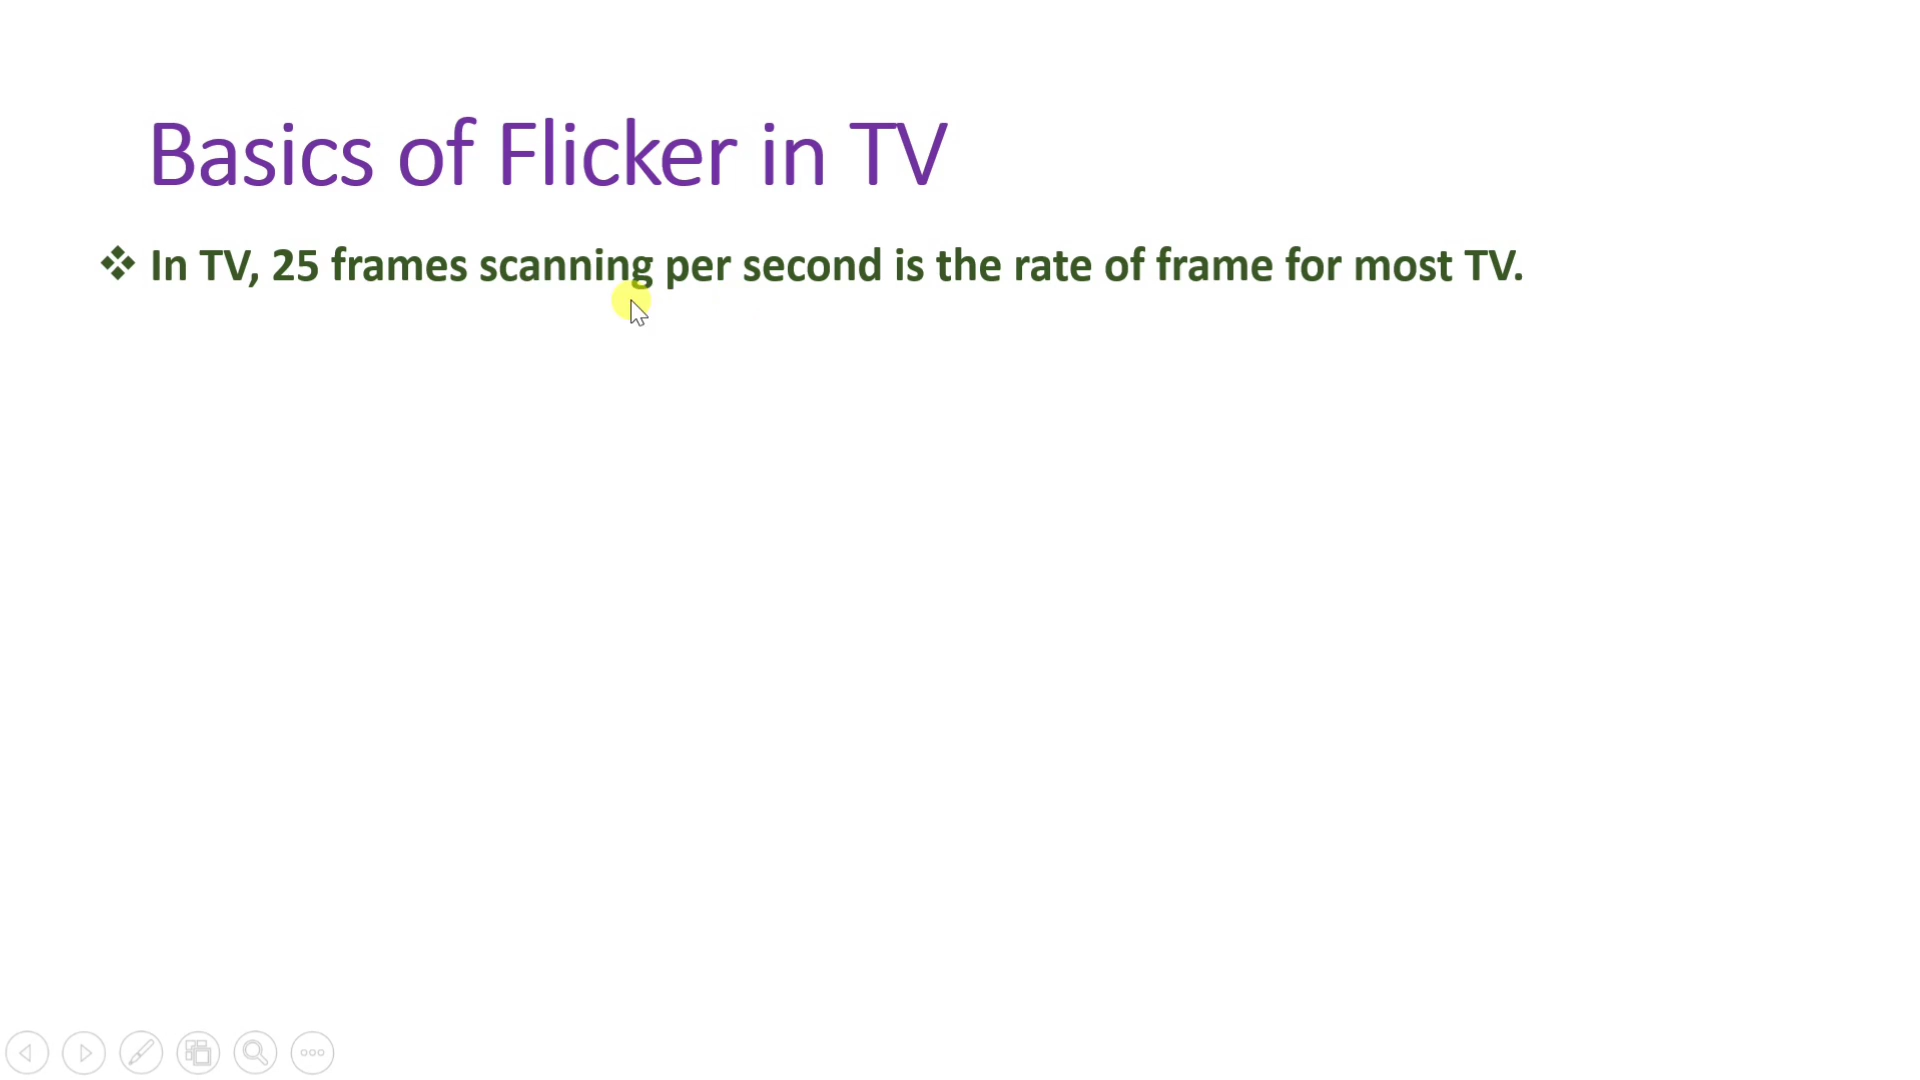 Basics of Flicker in TV
❖ In TV, 25 frames scanning per second is the rate of frame for most TV.